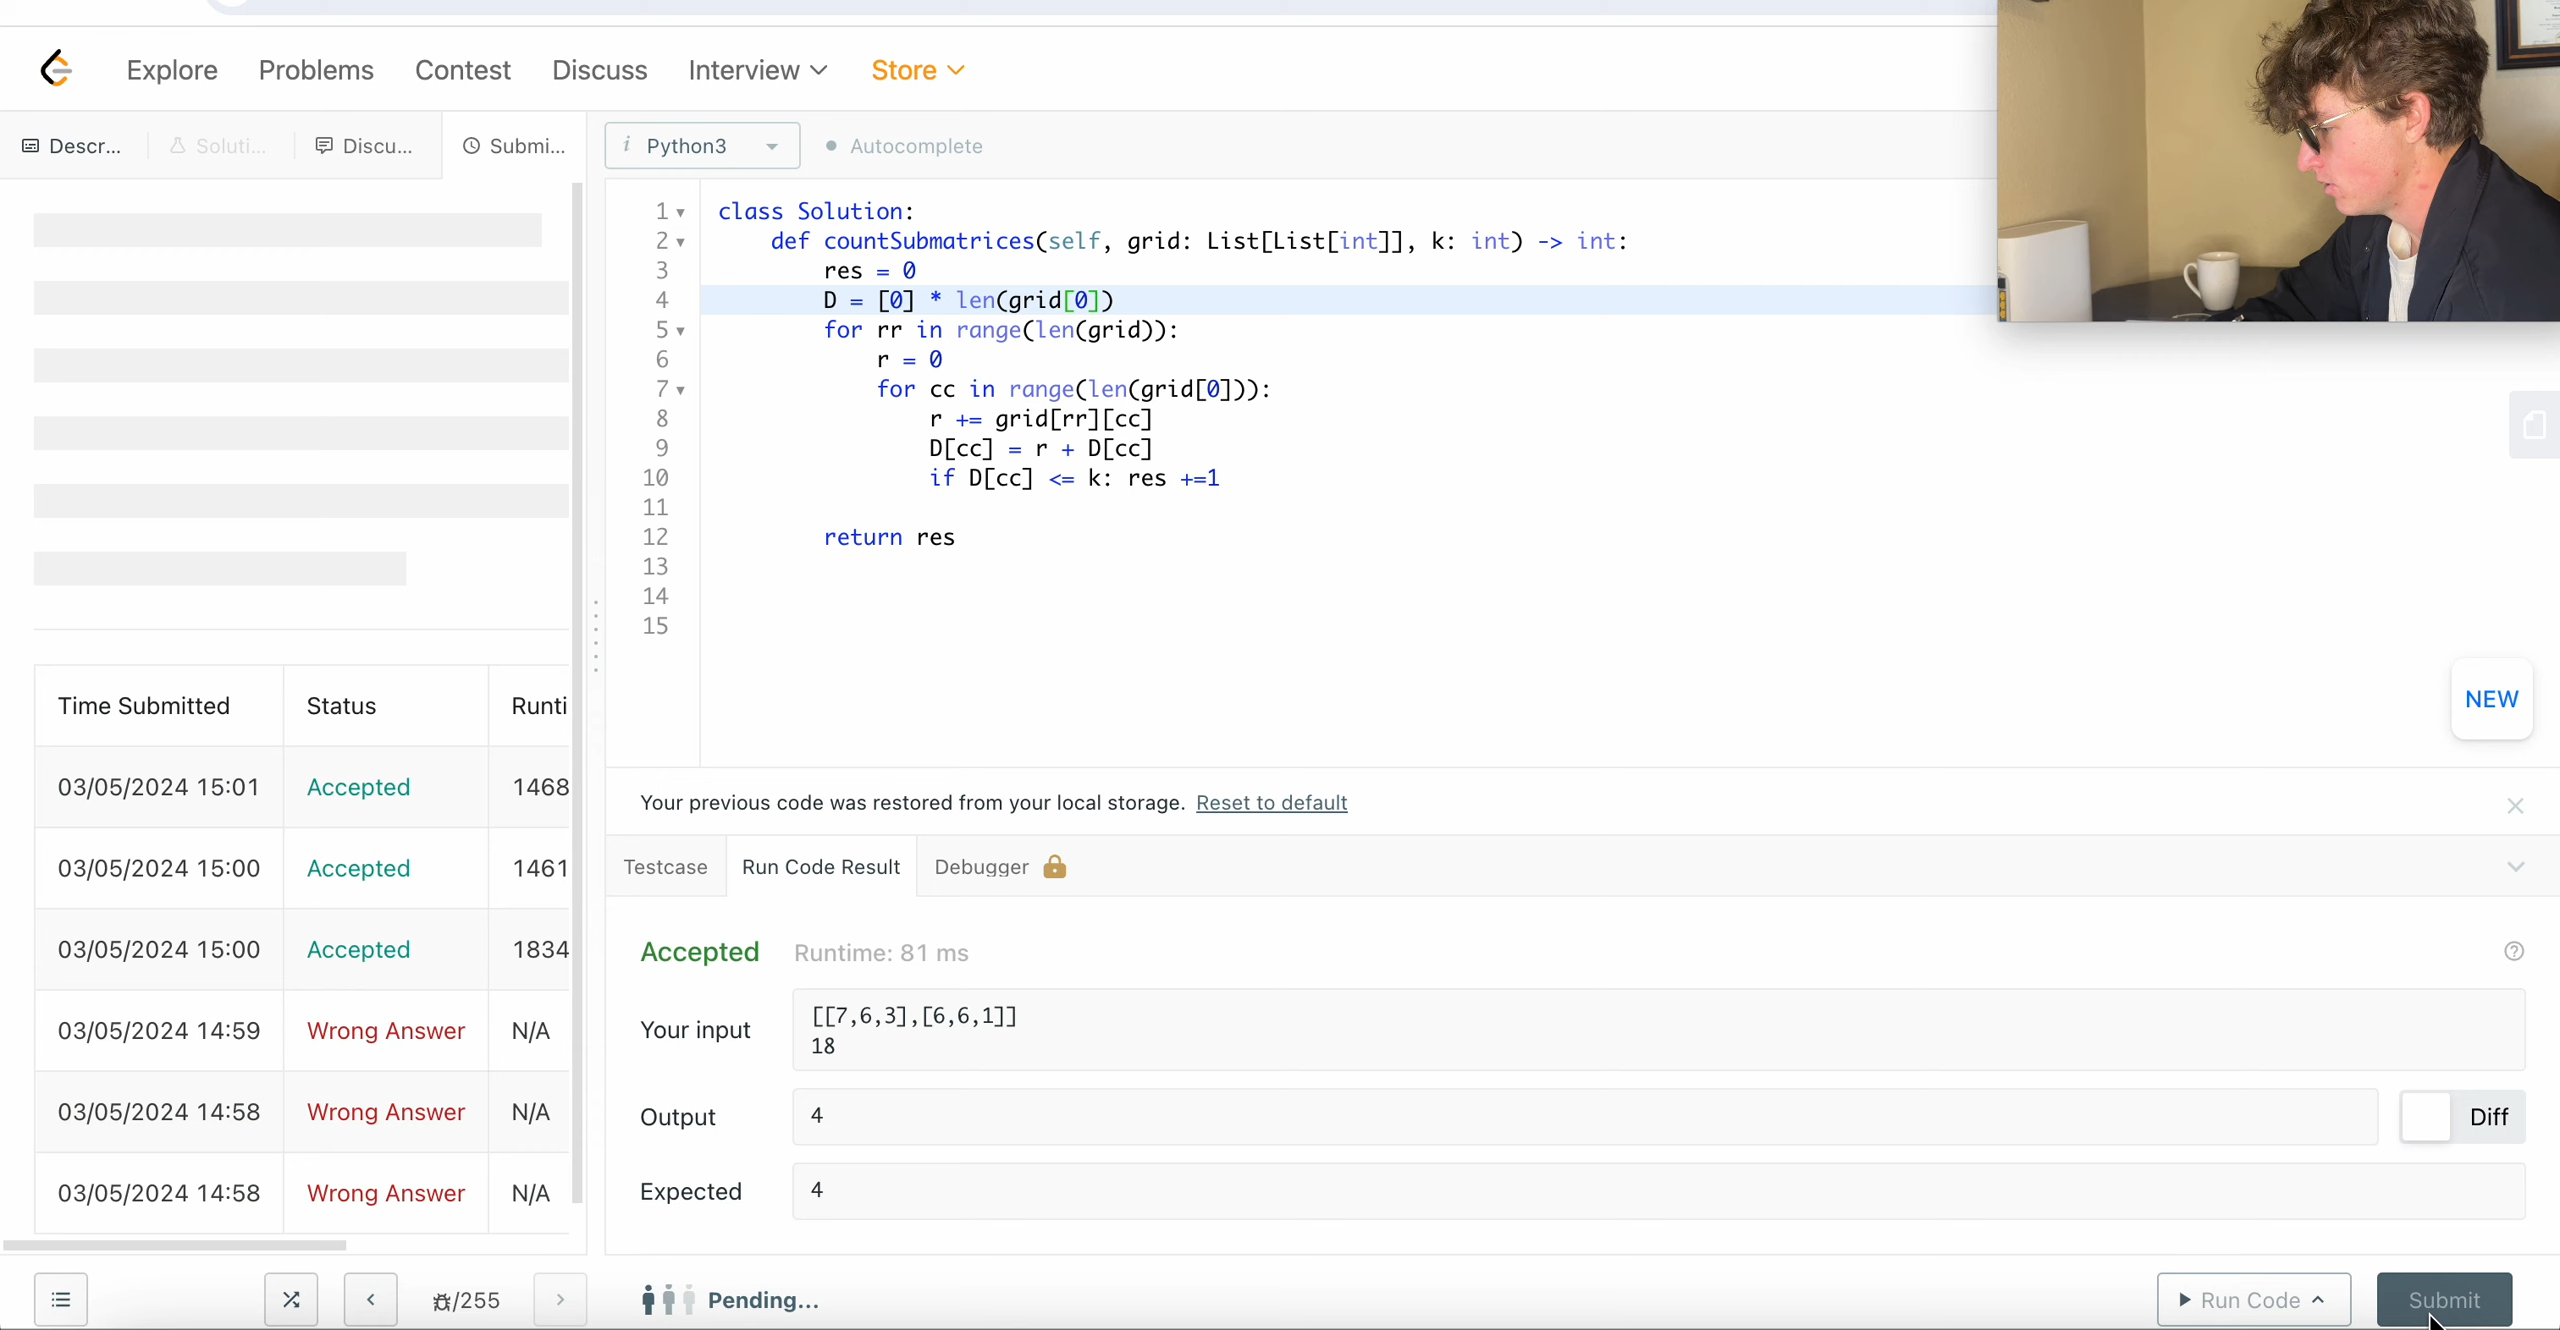 Explore Problems Contest Discuss Interview Store
Descr... Soluti... Discu... Submi...
i Python3 Autocomplete
1 class Solution:
2     def countSubmatrices(self, grid: List[List[int]], k: int) -> int:
3         res = 0
4         D = [0] * len(grid[0])
5         for rr in range(len(grid)):
6             r = 0
7             for cc in range(len(grid[0])):
8                 r += grid[rr][cc]
9                 D[cc] = r + D[cc]
10                 if D[cc] <= k: res +=1
11
12         return res
13
14
15
Time Submitted Status Runti
03/05/2024 15:01 Accepted 1468
03/05/2024 15:00 Accepted 1461
03/05/2024 15:00 Accepted 1834
03/05/2024 14:59 Wrong Answer N/A
03/05/2024 14:58 Wrong Answer N/A
03/05/2024 14:58 Wrong Answer N/A
NEW
Your previous code was restored from your local storage. Reset to default
Testcase Run Code Result Debugger
Accepted Runtime: 81 ms
Your input
[[7,6,3],[6,6,1]]
18
Output 4 Diff
Expected 4
/255 Pending... Run Code Submit